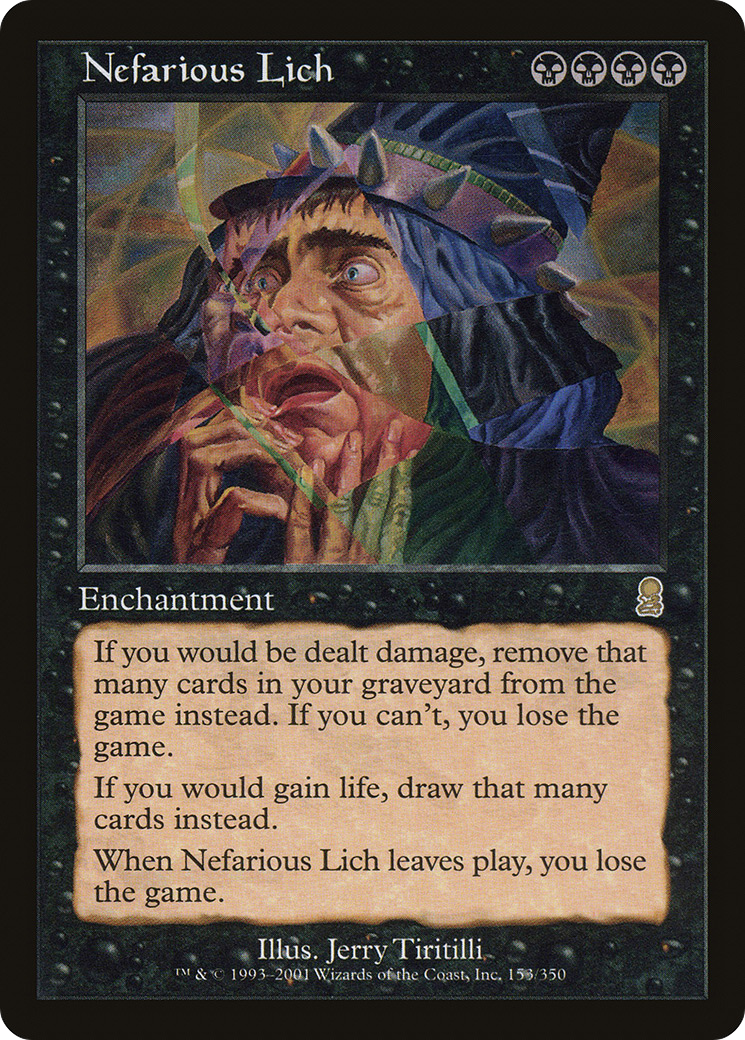 Nefarious Lich
Enchantment
If you would be dealt damage, remove that
many cards in your graveyard from the
game instead. If you can't, you lose the
game.
If you would gain life, draw that many
cards instead.
When Nefarious Lich leaves play, you lose
the game.
Illus. Jerry Tiritilli
™ & © 1993–2001 Wizards of the Coast, Inc. 153/350